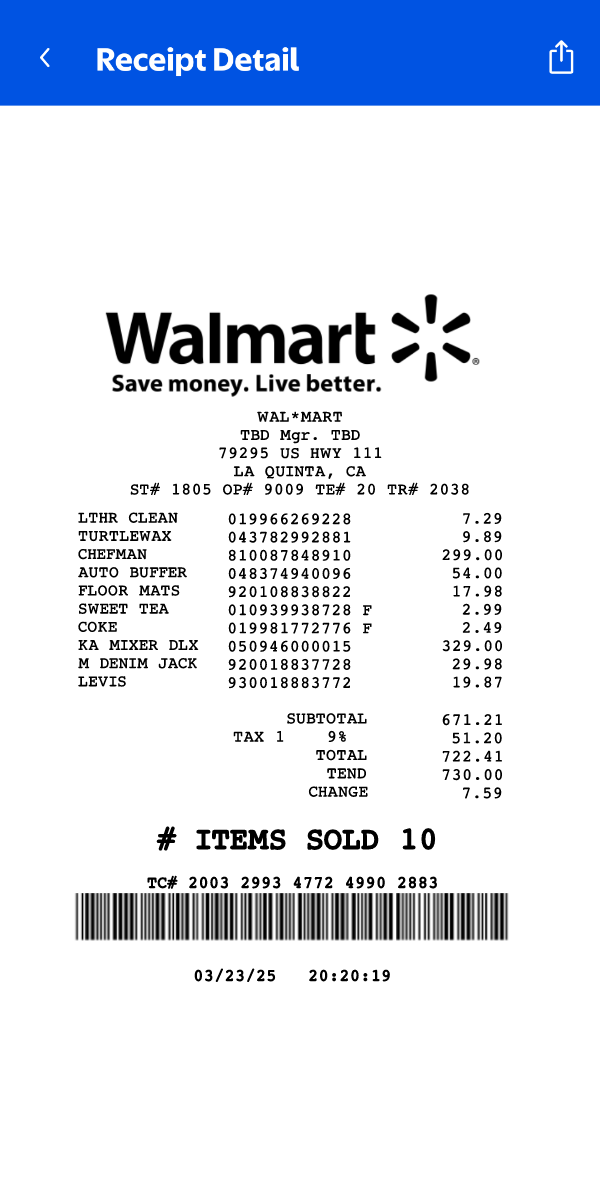 Receipt Detail
Walmart
Save money. Live better.
WAL*MART
TBD Mgr. TBD
79295 US HWY 111
LA QUINTA, CA
ST# 1805 OP# 9009 TE# 20 TR# 2038
LTHR CLEAN 019966269228 7.29
TURTLEWAX 043782992881 9.89
CHEFMAN 810087848910 299.00
AUTO BUFFER 048374940096 54.00
FLOOR MATS 920108838822 17.98
SWEET TEA 010939938728 F 2.99
COKE 019981772776 F 2.49
KA MIXER DLX 050946000015 329.00
M DENIM JACK 920018837728 29.98
LEVIS 930018883772 19.87
SUBTOTAL 671.21
TAX 1 9% 51.20
TOTAL 722.41
TEND 730.00
CHANGE 7.59
# ITEMS SOLD 10
TC# 2003 2993 4772 4990 2883
03/23/25 20:20:19